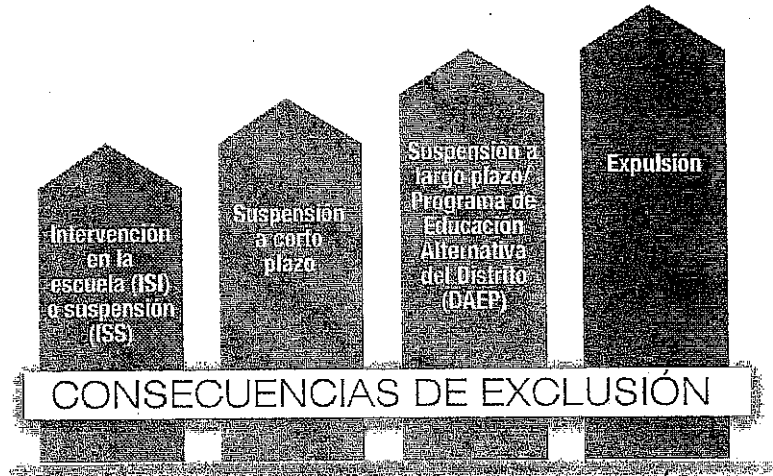 Intervención
en la
escuela (ISI)
o suspensión
(ISS)
Suspensión
a corto
plazo
Suspensión a
largo plazo/
Programa de
Educación
Alternativa
del Distrito
(DAEP)
Expulsión
CONSECUENCIAS DE EXCLUSIÓN